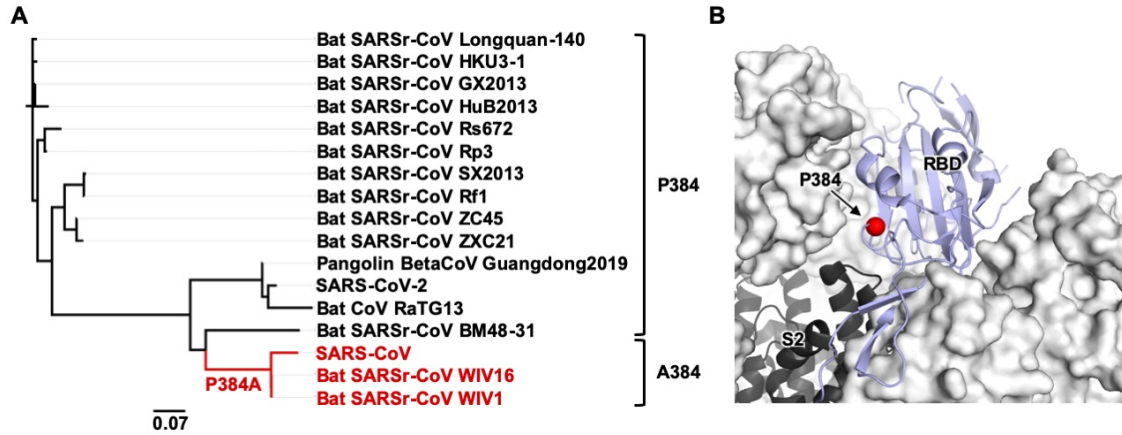 A
Bat SARSr-CoV Longquan-140
Bat SARSr-CoV HKU3-1
Bat SARSr-CoV GX2013
Bat SARSr-CoV HuB2013
Bat SARSr-CoV Rs672
Bat SARSr-CoV Rp3
Bat SARSr-CoV SX2013
Bat SARSr-CoV Rf1
Bat SARSr-CoV ZC45
Bat SARSr-CoV ZXC21
Pangolin BetaCoV Guangdong2019
SARS-CoV-2
Bat CoV RaTG13
Bat SARSr-CoV BM48-31
SARS-CoV
Bat SARSr-CoV WIV16
Bat SARSr-CoV WIV1
P384A
0.07
P384
A384
B
RBD
P384
S2